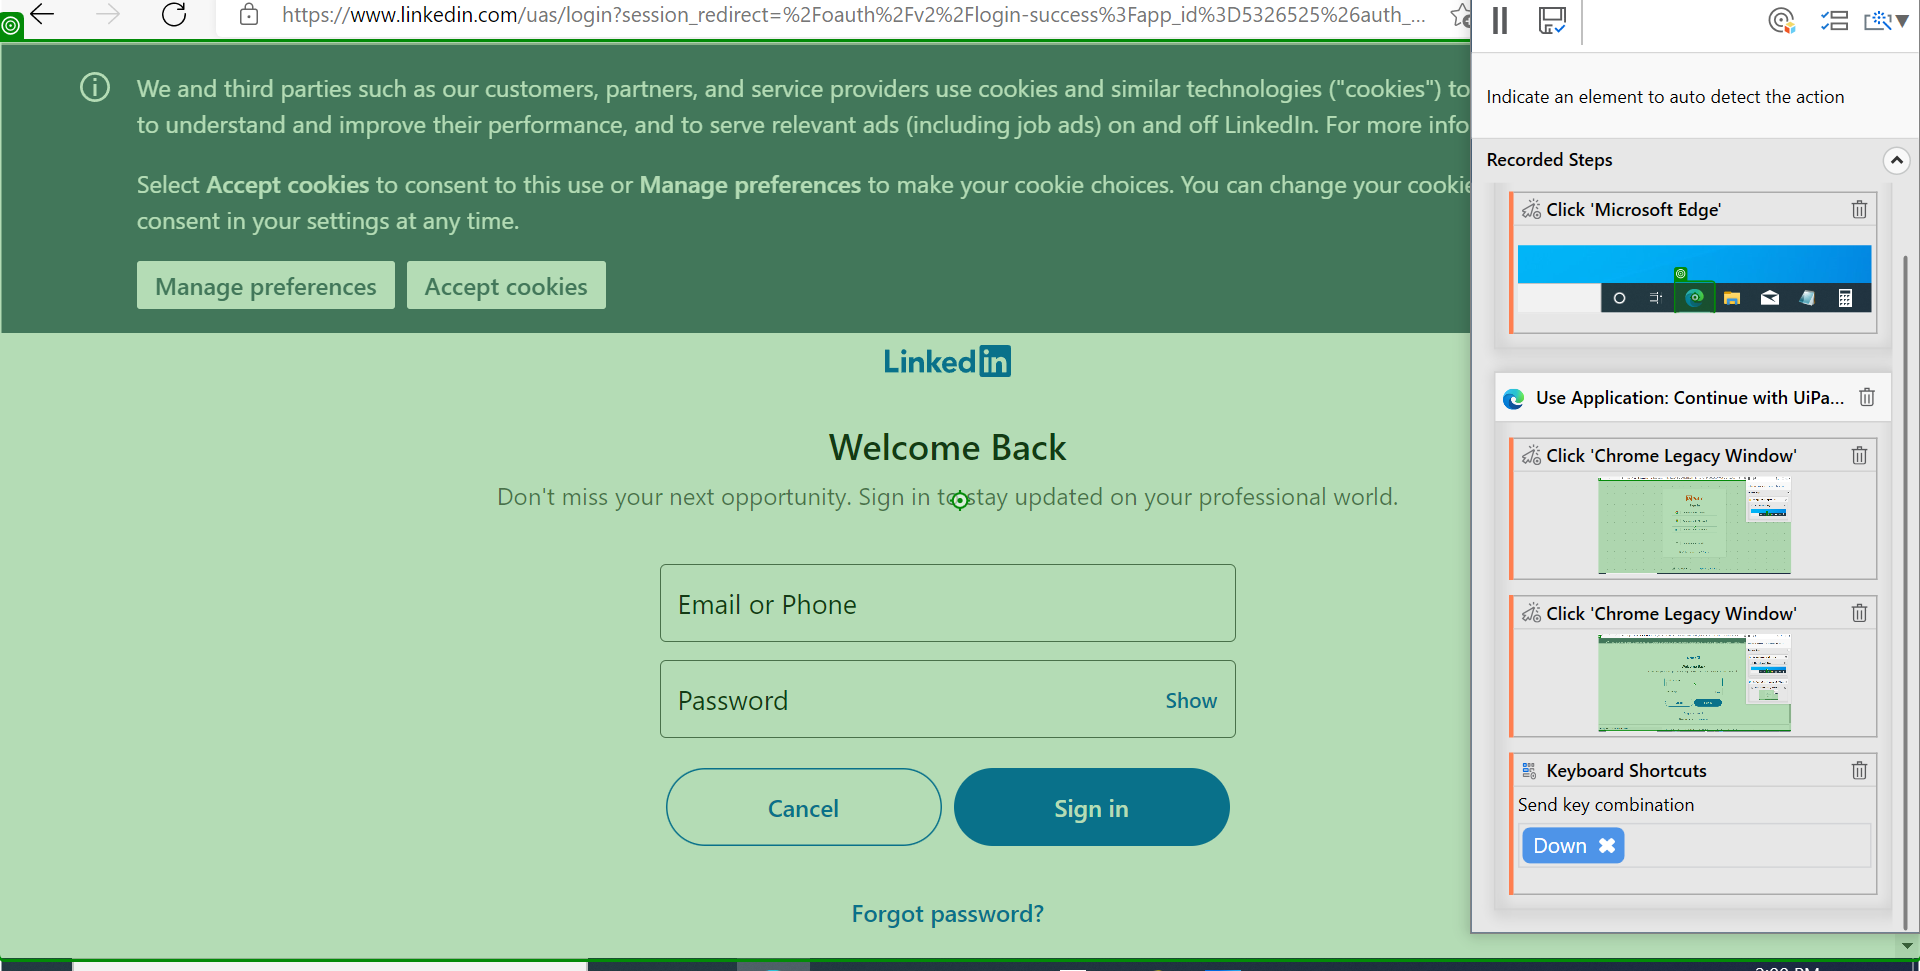 https://www.linkedin.com/uas/login?session_redirect=%2Foauth%2Fv2%2Flogin-success%3Fapp_id%3D5326525%26auth_...
We and third parties such as our customers, partners, and service providers use cookies and similar technologies ("cookies") to
to understand and improve their performance, and to serve relevant ads (including job ads) on and off LinkedIn. For more info
Select Accept cookies to consent to this use or Manage preferences to make your cookie choices. You can change your cookie
consent in your settings at any time.
Manage preferences
Accept cookies
Linked in
Welcome Back
Don't miss your next opportunity. Sign in to stay updated on your professional world.
Email or Phone
Password
Show
Cancel
Sign in
Forgot password?
Indicate an element to auto detect the action
Recorded Steps
Click 'Microsoft Edge'
Use Application: Continue with UiPa...
Click 'Chrome Legacy Window'
Click 'Chrome Legacy Window'
Keyboard Shortcuts
Send key combination
Down